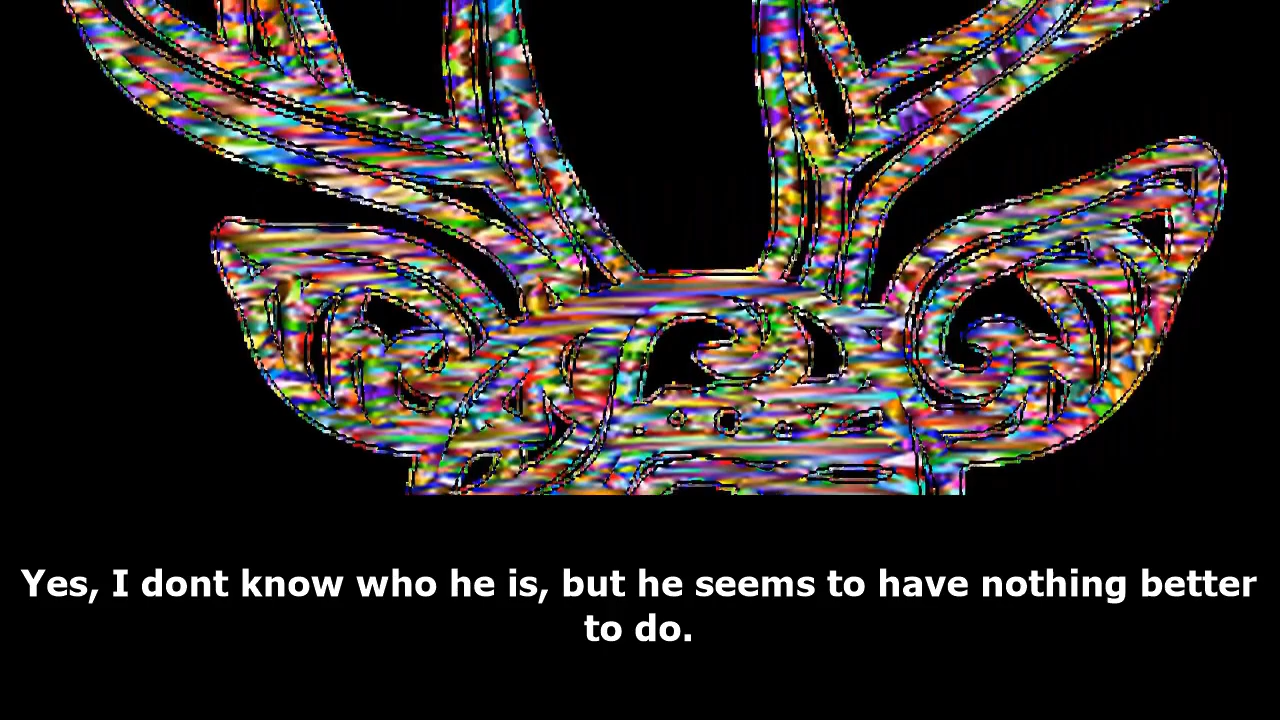 Yes, I dont know who he is, but he seems to have nothing better
to do.